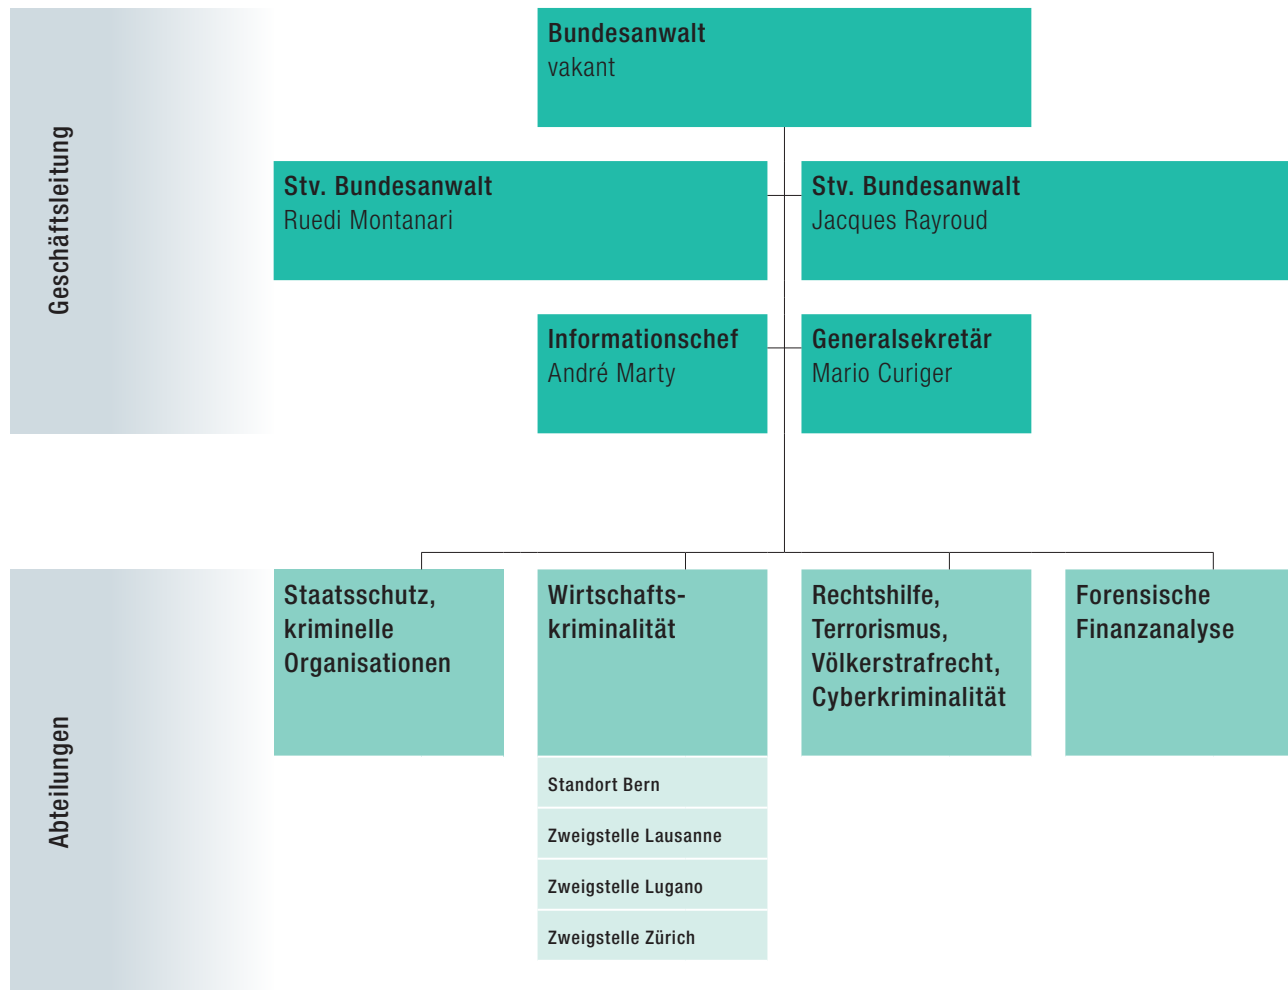 Geschäftsleitung
Bundesanwalt
vakant
Stv. Bundesanwalt
Ruedi Montanari
Stv. Bundesanwalt
Jacques Rayroud
Informationschef
André Marty
Generalsekretär
Mario Curiger
Abteilungen
Staatsschutz,
kriminelle
Organisationen
Wirtschafts-
kriminalität
Standort Bern
Zweigstelle Lausanne
Zweigstelle Lugano
Zweigstelle Zürich
Rechtshilfe,
Terrorismus,
Völkerstrafrecht,
Cyberkriminalität
Forensische
Finanzanalyse